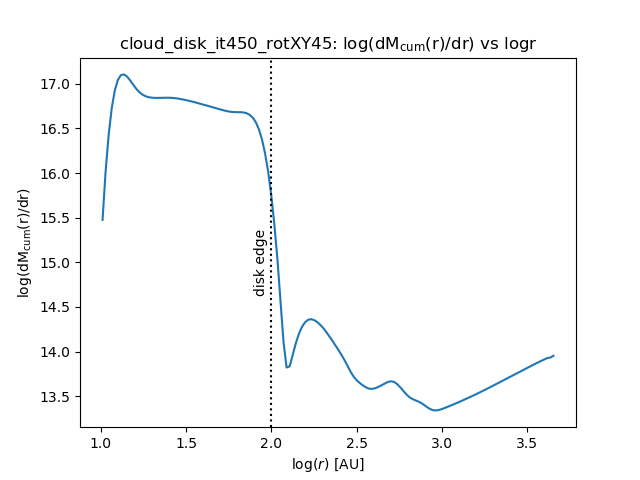 cloud_disk_it450_rotXY45: log(dM_cum(r)/dr) vs logr
log(dM_cum(r)/dr)
17.0
16.5
16.0
15.5
15.0
14.5
14.0
13.5
disk edge
1.0 1.5 2.0 2.5 3.0 3.5
log(r) [AU]